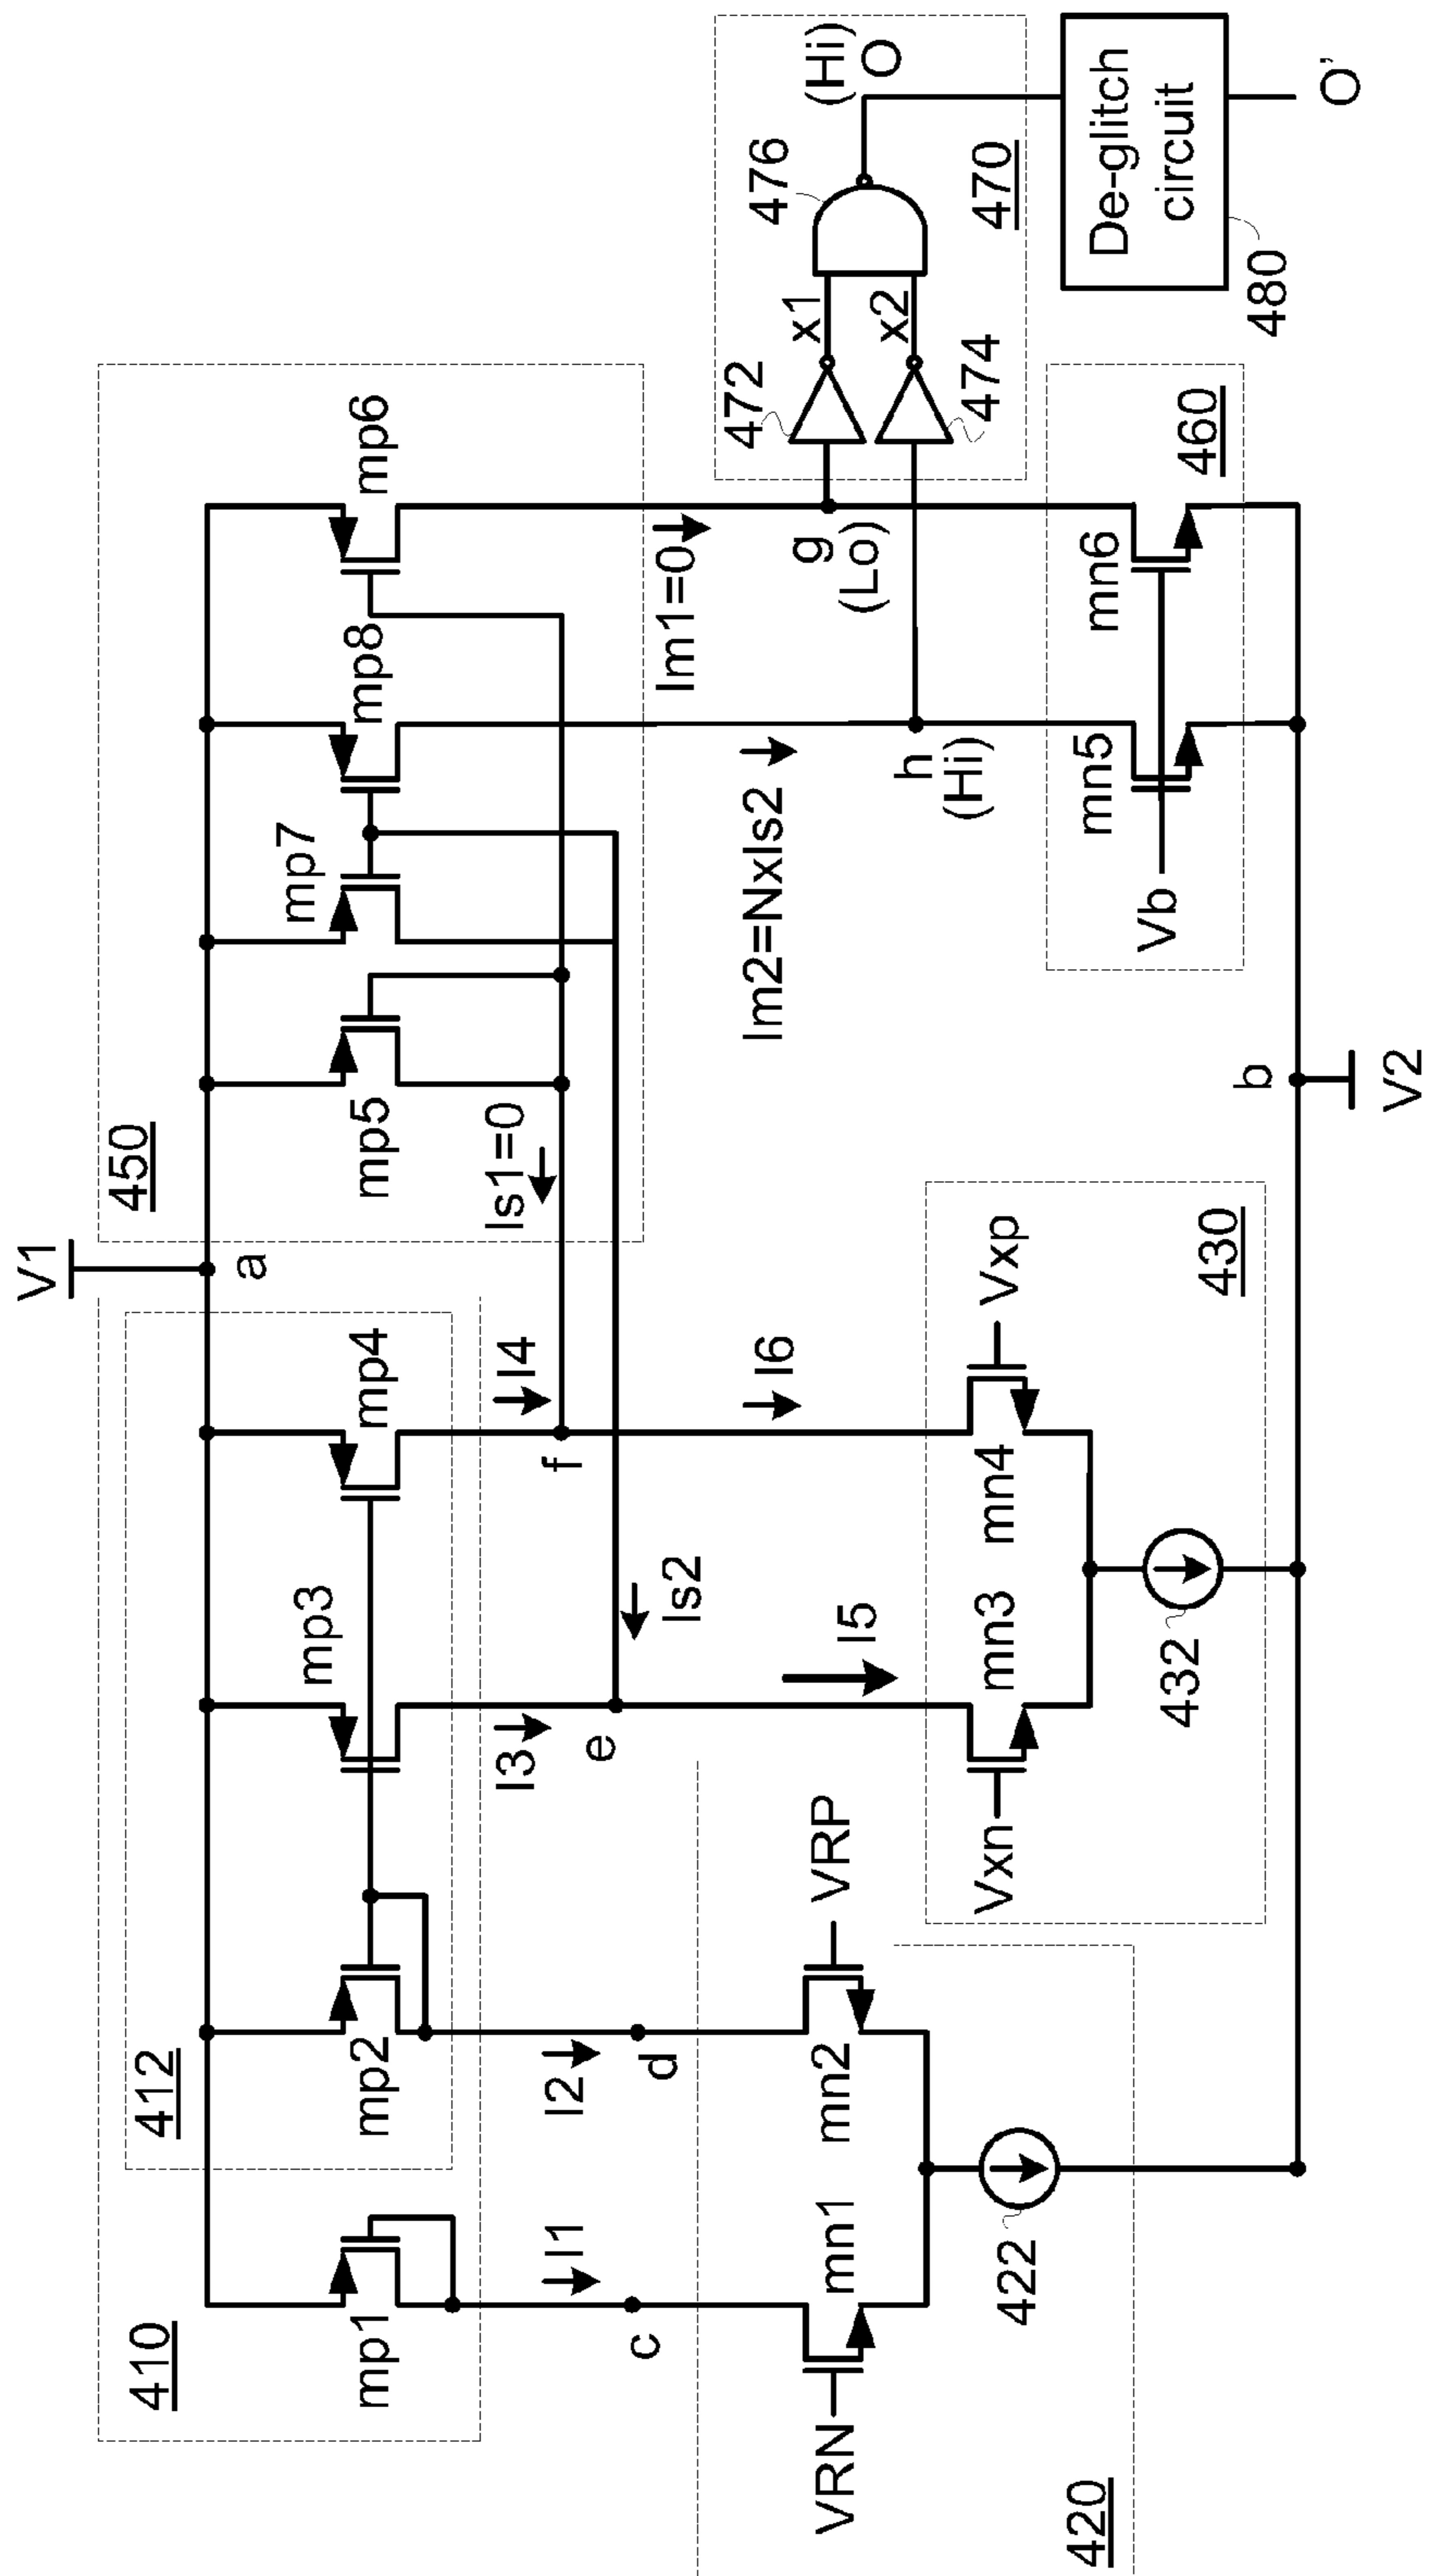 V1
a
410
412
450
mp1
mp2
mp3
mp4
mp5
mp7
mp8
mp6
I1
I2
I3
I4
Is1=0
Is2
Im2=NxIs2
Im1=0
c
d
e
f
h
(Hi)
g
(Lo)
I5
I6
VRN
mn1
mn2
VRP
Vxn
mn3
mn4
Vxp
Vb
mn5
mn6
420
422
430
432
460
472
474
x1
x2
476
470
(Hi)
O
De-glitch
circuit
480
O'
b
V2